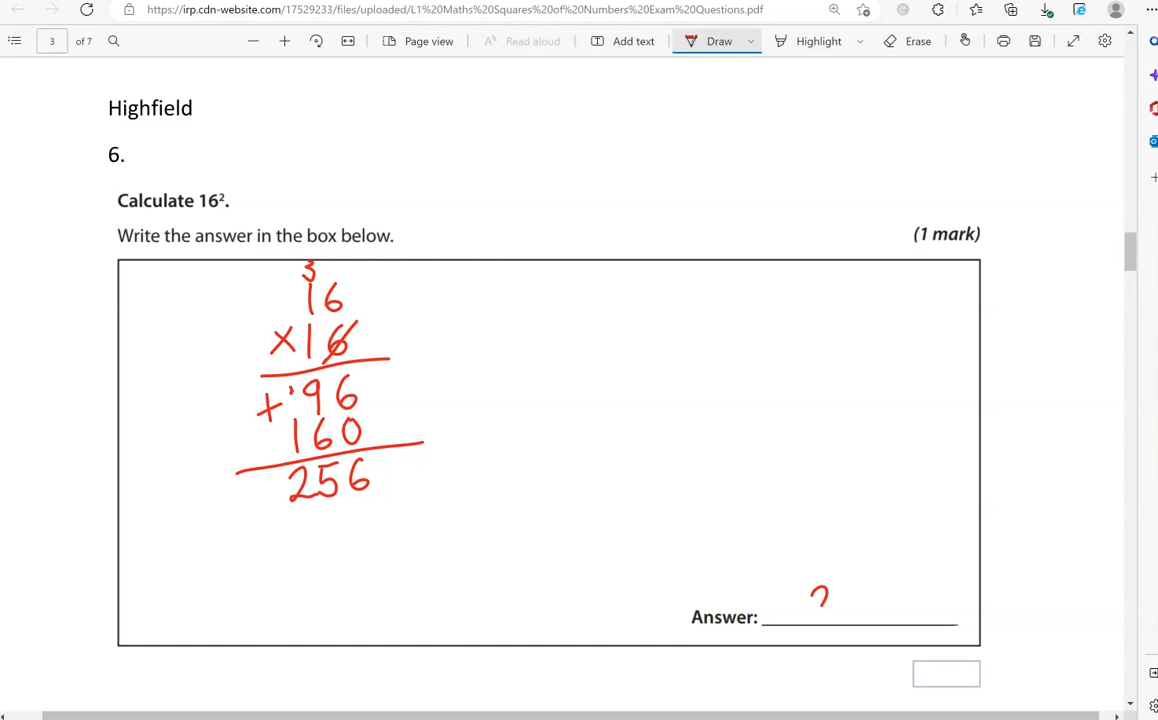 https://irp.cdn-website.com/17529233/files/uploaded/L1%20Maths%20Squares%20of%20Numbers%20Exam%20Questions.pdf
3 of 7
Page view
Read aloud
Add text
Draw
Highlight
Erase
Highfield
6.
Calculate 16².
Write the answer in the box below.
(1 mark)
3
16
×16
+ ¹96
160
256
2
Answer: